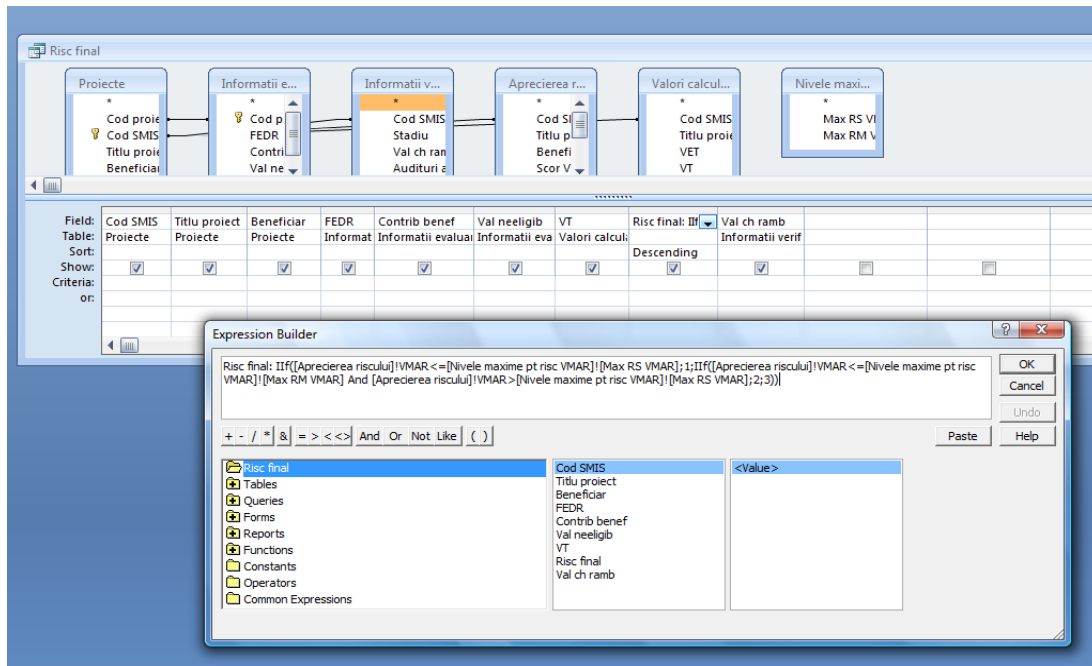 Risc final
Proiecte Informatii e... Informatii v... Aprecierea r... Valori calcul... Nivele maxi...
* * * * * *
Cod proie Cod p Cod SMIS Cod SI Cod SMIS Max RS VI
Cod SMIS FEDR Stadiu Titlu p Titlu proie Max RM V
Titlu proie Contri Val ch ran Benefi VET
Beneficiar Val ne Audituri a Scor V VT
Field: Cod SMIS Titlu proiect Beneficiar FEDR Contrib benef Val neeligib VT Risc final: IIf Val ch ramb
Table: Proiecte Proiecte Proiecte Informat Informatii evaluar Informatii eva Valori calcula Informatii verif
Sort: Descending
Show:
Criteria:
or:
Expression Builder
Risc final: IIf([Aprecierea riscului]!VMAR<=[Nivele maxime pt risc VMAR]![Max RS VMAR];1;IIf([Aprecierea riscului]!VMAR<=[Nivele maxime pt risc
VMAR]![Max RM VMAR] And [Aprecierea riscului]!VMAR>[Nivele maxime pt risc VMAR]![Max RS VMAR];2;3))
OK
Cancel
Undo
+ - / * & = > < <> And Or Not Like ( ) Paste Help
Risc final Cod SMIS <Value>
Tables Titlu proiect
Queries Beneficiar
Forms FEDR
Reports Contrib benef
Functions Val neeligib
Constants VT
Operators Risc final
Common Expressions Val ch ramb